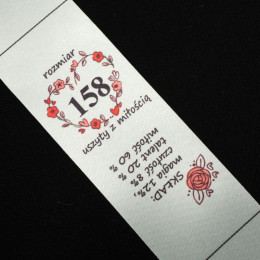 rozmiar
158
uszyty z miłością
SKŁAD:
magia 12%,
czułość 8%
talent 20 %
miłość 60 %